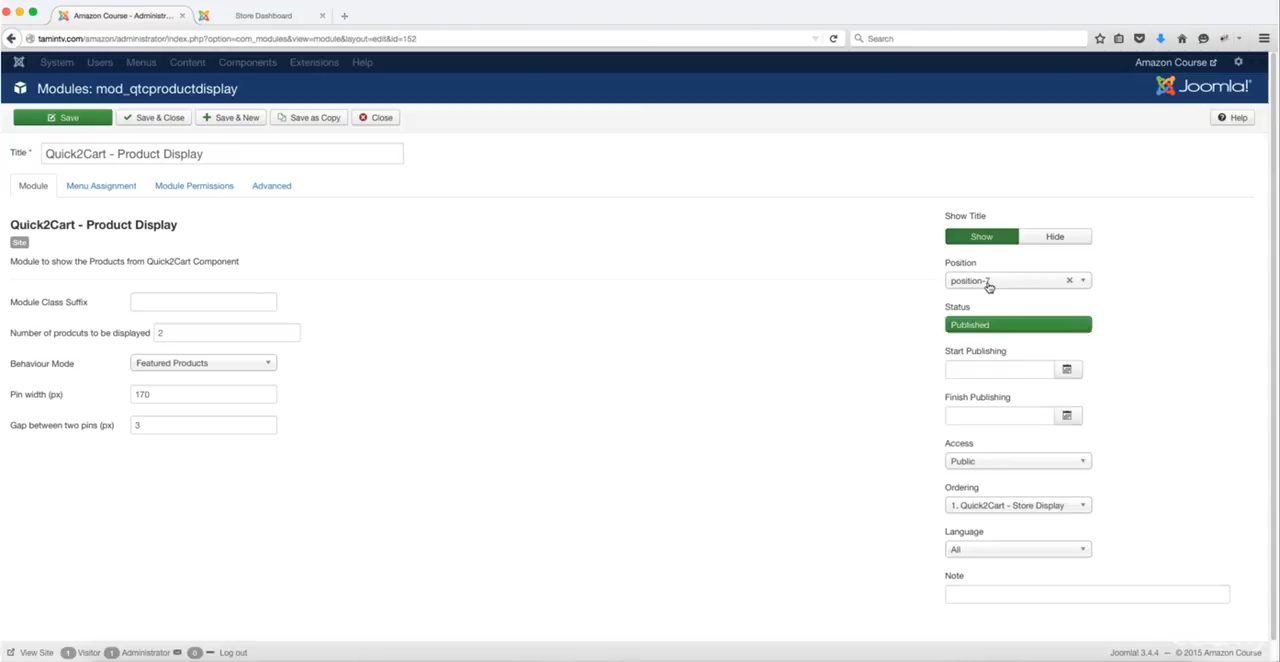 Amazon Course - Administr...
Store Dashboard
tamintv.com/amazon/administrator/index.php?option=com_modules&view=module&layout=edit&id=152
Search
System Users Menus Content Components Extensions Help
Amazon Course
Modules: mod_qtcproductdisplay
Joomla!
Save
Save & Close
Save & New
Save as Copy
Close
Help
Title *
Quick2Cart - Product Display
Module
Menu Assignment
Module Permissions
Advanced
Quick2Cart - Product Display
Site
Module to show the Products from Quick2Cart Component
Module Class Suffix
Number of prodcuts to be displayed 2
Behaviour Mode Featured Products
Pin width (px) 170
Gap between two pins (px) 3
Show Title
Show Hide
Position
position-7
Status
Published
Start Publishing
Finish Publishing
Access
Public
Ordering
1. Quick2Cart - Store Display
Language
All
Note
View Site 1 Visitor 1 Administrator 0 Log out
Joomla! 3.4.4 — © 2015 Amazon Course